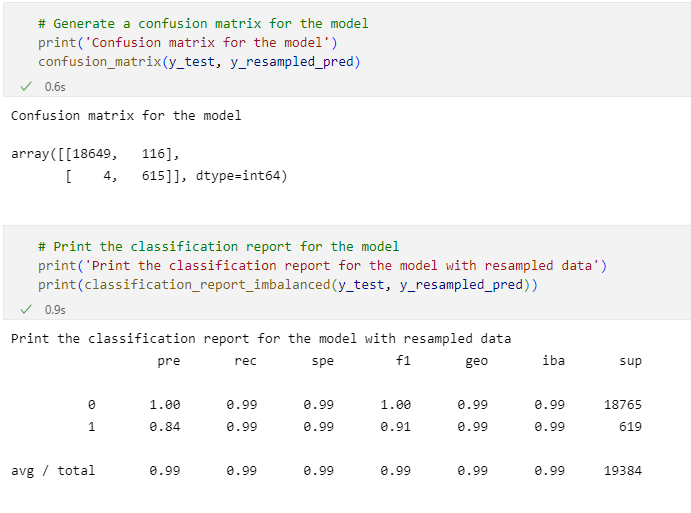 # Generate a confusion matrix for the model
print('Confusion matrix for the model')
confusion_matrix(y_test, y_resampled_pred)
✓ 0.6s
Confusion matrix for the model
array([[18649, 116],
[ 4, 615]], dtype=int64)
# Print the classification report for the model
print('Print the classification report for the model with resampled data')
print(classification_report_imbalanced(y_test, y_resampled_pred))
✓ 0.9s
Print the classification report for the model with resampled data
pre rec spe f1 geo iba sup
0 1.00 0.99 0.99 1.00 0.99 0.99 18765
1 0.84 0.99 0.99 0.91 0.99 0.99 619
avg / total 0.99 0.99 0.99 0.99 0.99 0.99 19384